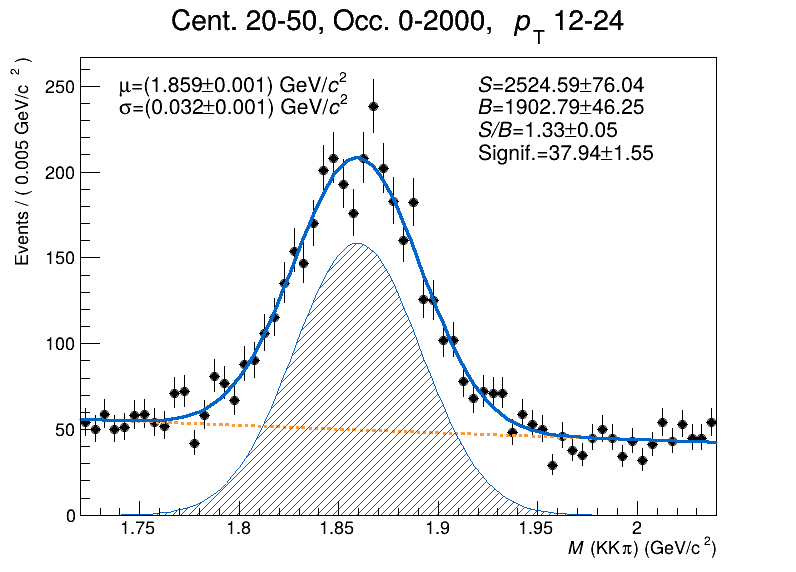 Cent. 20-50, Occ. 0-2000, p_T 12-24
μ=(1.859±0.001) GeV/c²
σ=(0.032±0.001) GeV/c²
S=2524.59±76.04
B=1902.79±46.25
S/B=1.33±0.05
Signif.=37.94±1.55
Events / ( 0.005 GeV/c² )
250
200
150
100
50
0
1.75 1.8 1.85 1.9 1.95 2
M (KKπ) (GeV/c²)